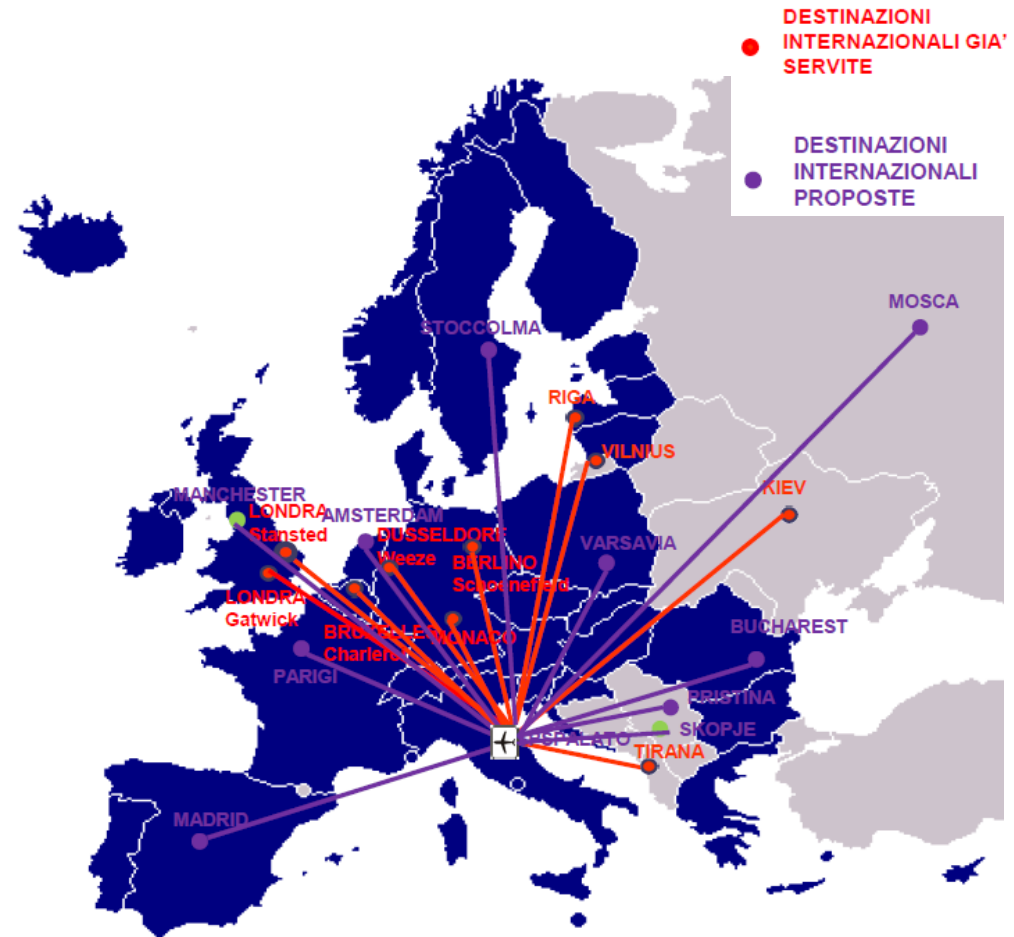 DESTINAZIONI
INTERNAZIONALI GIA'
SERVITE
DESTINAZIONI
INTERNAZIONALI
PROPOSTE
MOSCA
STOCCOLMA
RIGA
VILNIUS
KIEV
MANCHESTER
LONDRA
Stansted
AMSTERDAM
DUSSELDORF
Weeze
VARSAVIA
BERLINO
Schoenefield
LONDRA
Gatwick
BRUXELLES
Charleroi
MONACO
BUCHAREST
PARIGI
PRISTINA
SKOPJE
SPALATO
TIRANA
MADRID